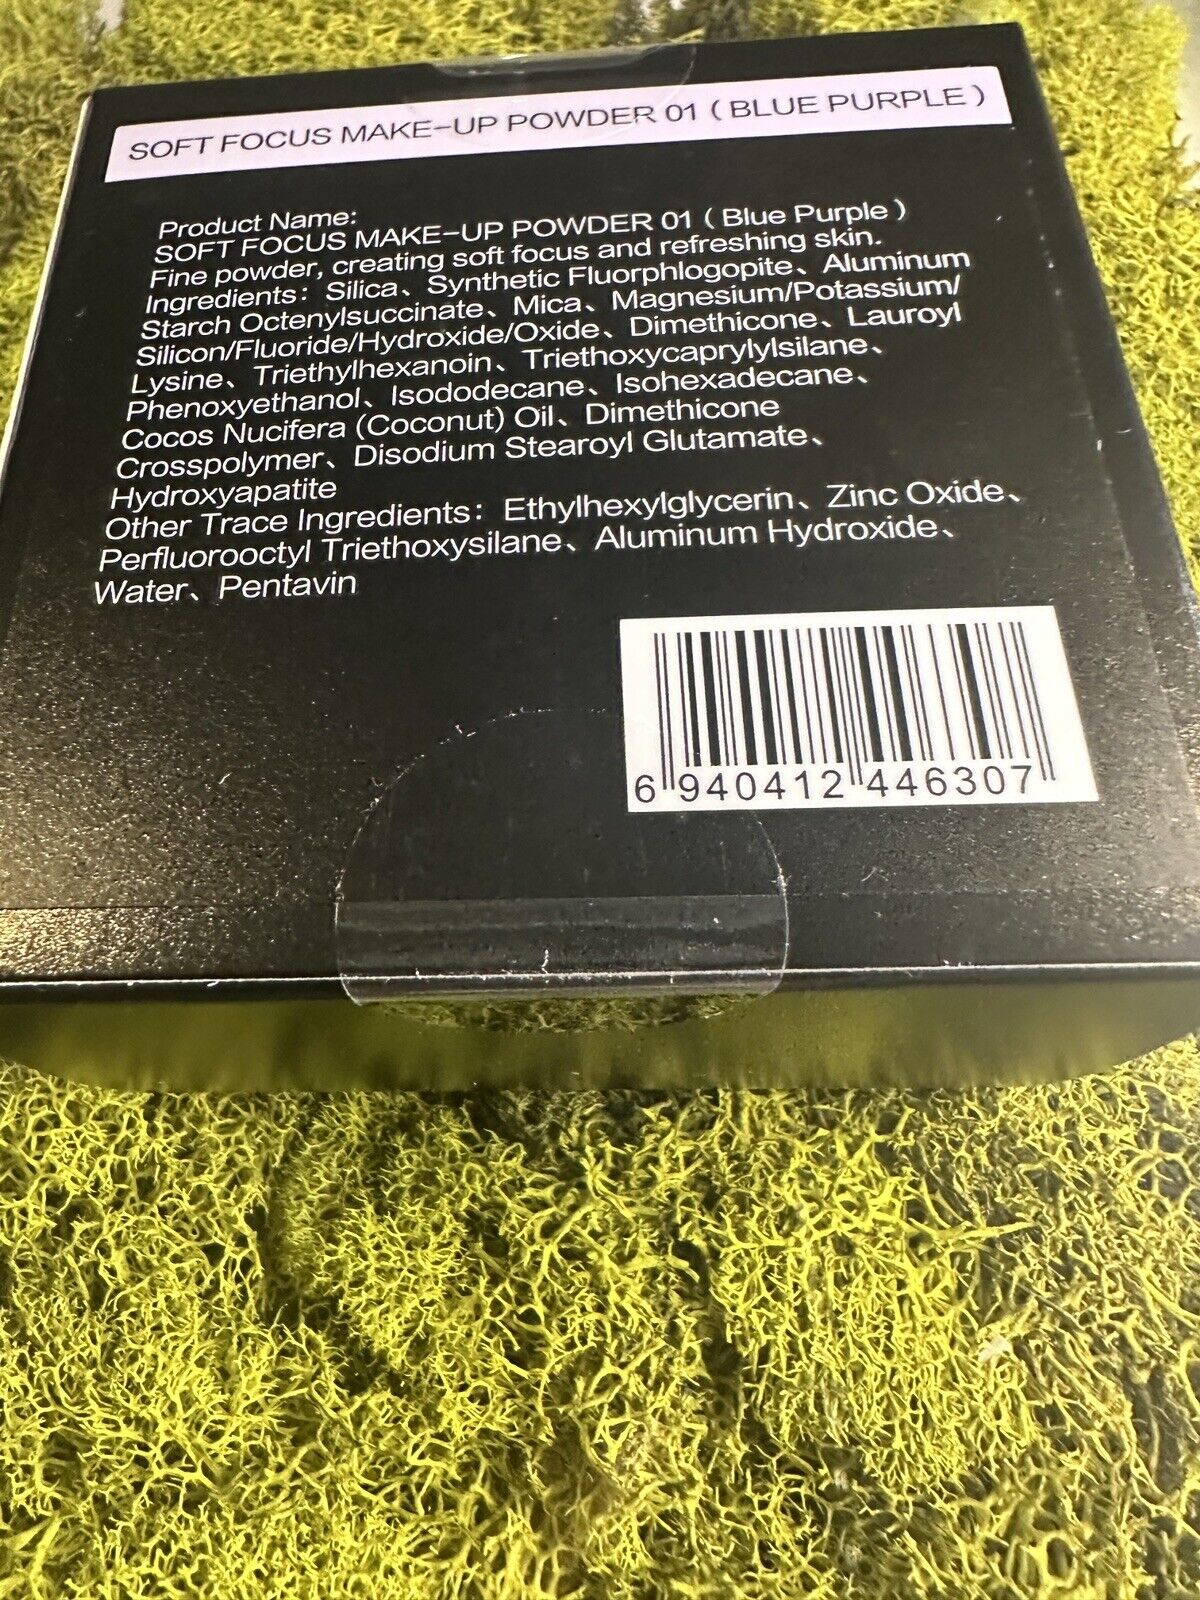 SOFT FOCUS MAKE-UP POWDER 01 ( BLUE PURPLE )
Product Name:
SOFT FOCUS MAKE-UP POWDER 01 ( Blue Purple )
Fine powder, creating soft focus and refreshing skin.
Ingredients: Silica、Synthetic Fluorphlogopite、Aluminum
Starch Octenylsuccinate、Mica、Magnesium/Potassium/
Silicon/Fluoride/Hydroxide/Oxide、Dimethicone、Lauroyl
Lysine、Triethylhexanoin、Triethoxycaprylylsilane、
Phenoxyethanol、Isododecane、Isohexadecane、
Cocos Nucifera (Coconut) Oil、Dimethicone
Crosspolymer、Disodium Stearoyl Glutamate、
Hydroxyapatite
Other Trace Ingredients: Ethylhexylglycerin、Zinc Oxide、
Perfluorooctyl Triethoxysilane、Aluminum Hydroxide、
Water、Pentavin
6 940412 446307